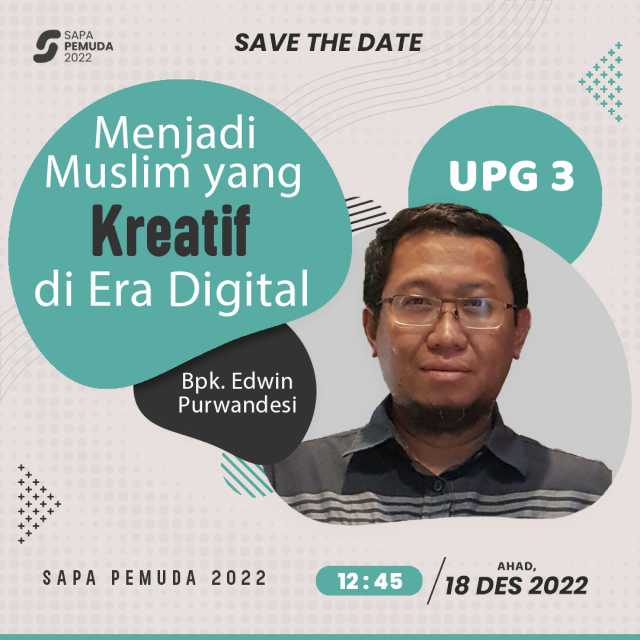 SAPA
PEMUDA
2022
SAVE THE DATE
Menjadi
Muslim yang
Kreatif
di Era Digital
UPG 3
Bpk. Edwin
Purwandesi
SAPA PEMUDA 2022
12:45
AHAD,
18 DES 2022